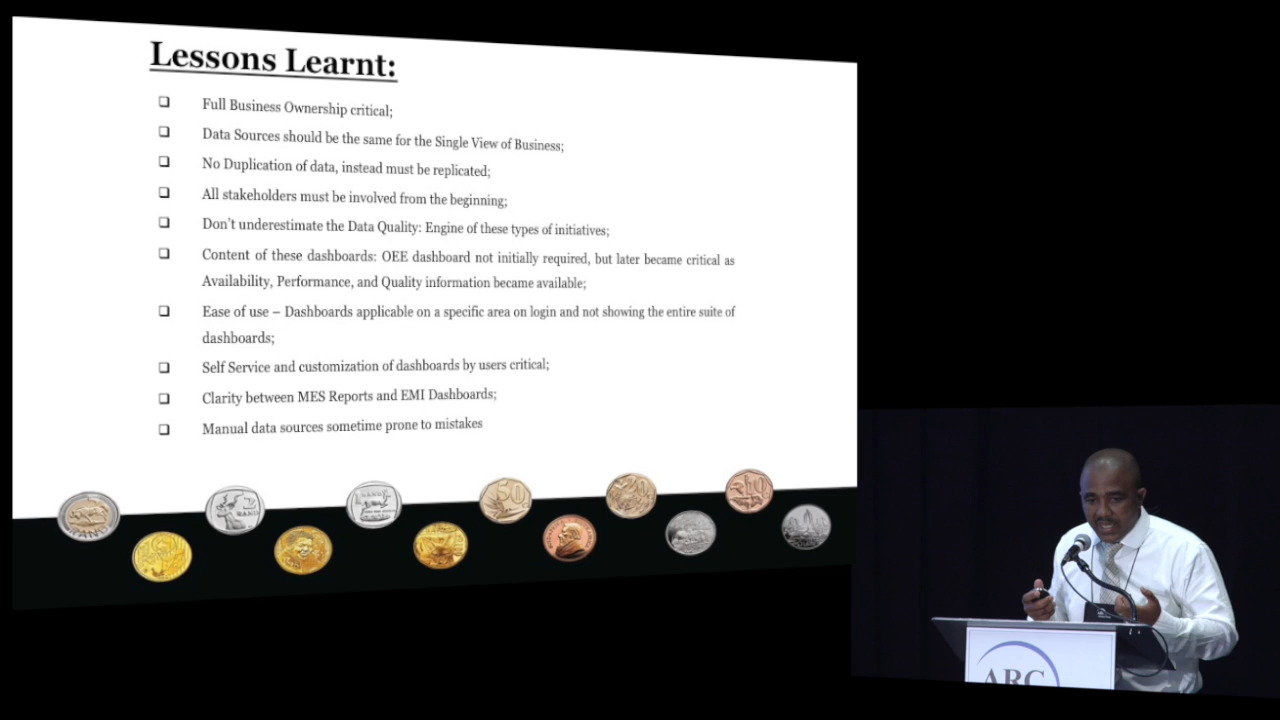 Lessons Learnt:
❑ Full Business Ownership critical;
❑ Data Sources should be the same for the Single View of Business;
❑ No Duplication of data, instead must be replicated;
❑ All stakeholders must be involved from the beginning;
❑ Don't underestimate the Data Quality: Engine of these types of initiatives;
❑ Content of these dashboards: OEE dashboard not initially required, but later became critical as
Availability, Performance, and Quality information became available;
❑ Ease of use – Dashboards applicable on a specific area on login and not showing the entire suite of
dashboards;
❑ Self Service and customization of dashboards by users critical;
❑ Clarity between MES Reports and EMI Dashboards;
❑ Manual data sources sometime prone to mistakes
2
RAND
50
20
10
ARC